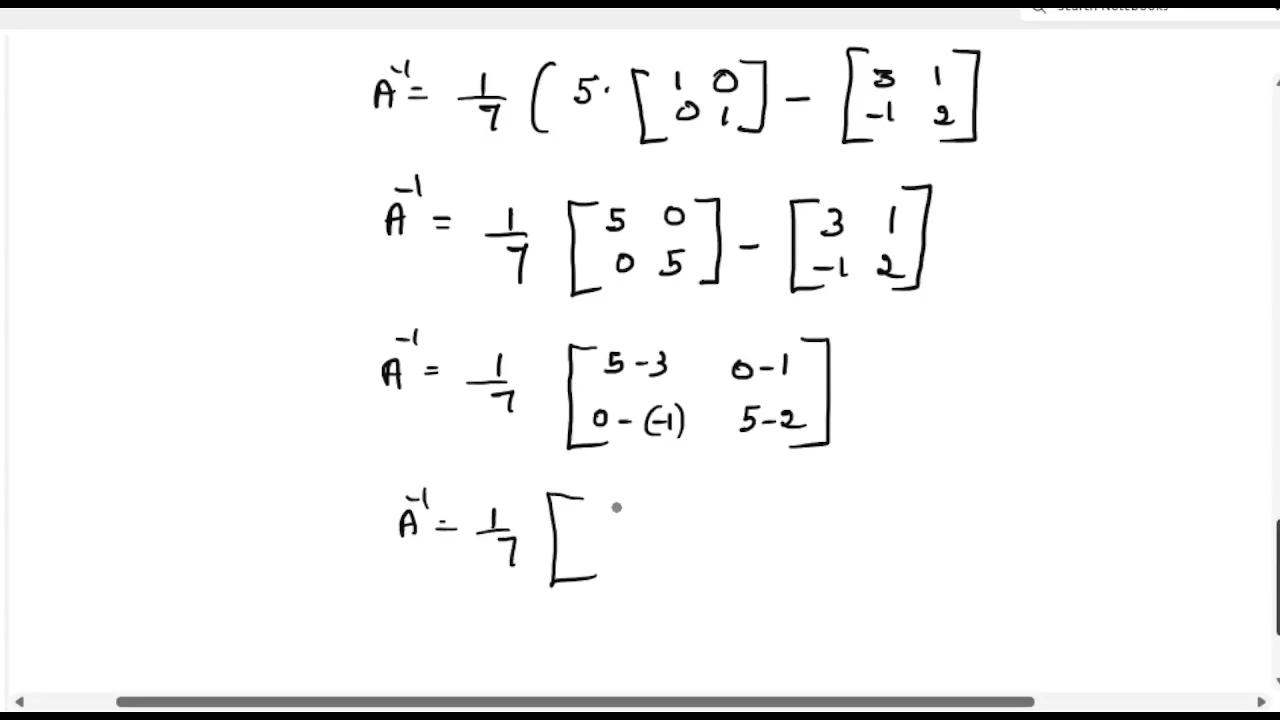 A⁻¹ = 1/7 ( 5· [1 0; 0 1] − [3 1; -1 2]
A⁻¹ = 1/7 [5 0; 0 5] − [3 1; -1 2]
A⁻¹ = 1/7 [5-3 0-1; 0-(-1) 5-2]
A⁻¹ = 1/7 [